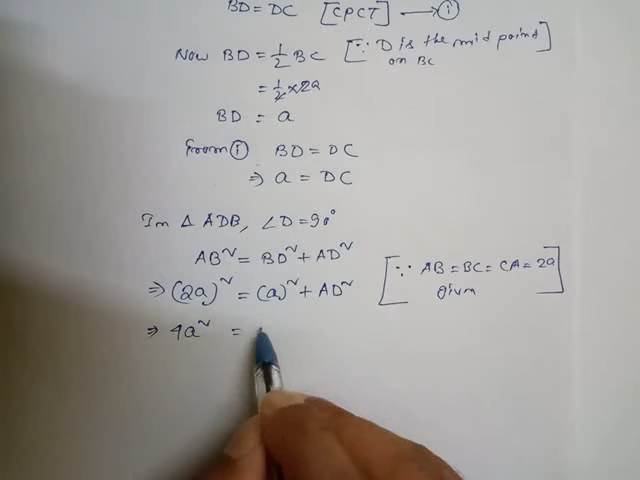 BD = DC [CPCT] → ①
Now BD = 1/2 BC [∵ D is the mid point on BC]
= 1/2 × 2a
BD = a
From ① BD = DC
⇒ a = DC
In Δ ADB, ∠D = 90°
AB² = BD² + AD²
⇒ (2a)² = (a)² + AD² [∵ AB = BC = CA = 2a given]
⇒ 4a² =